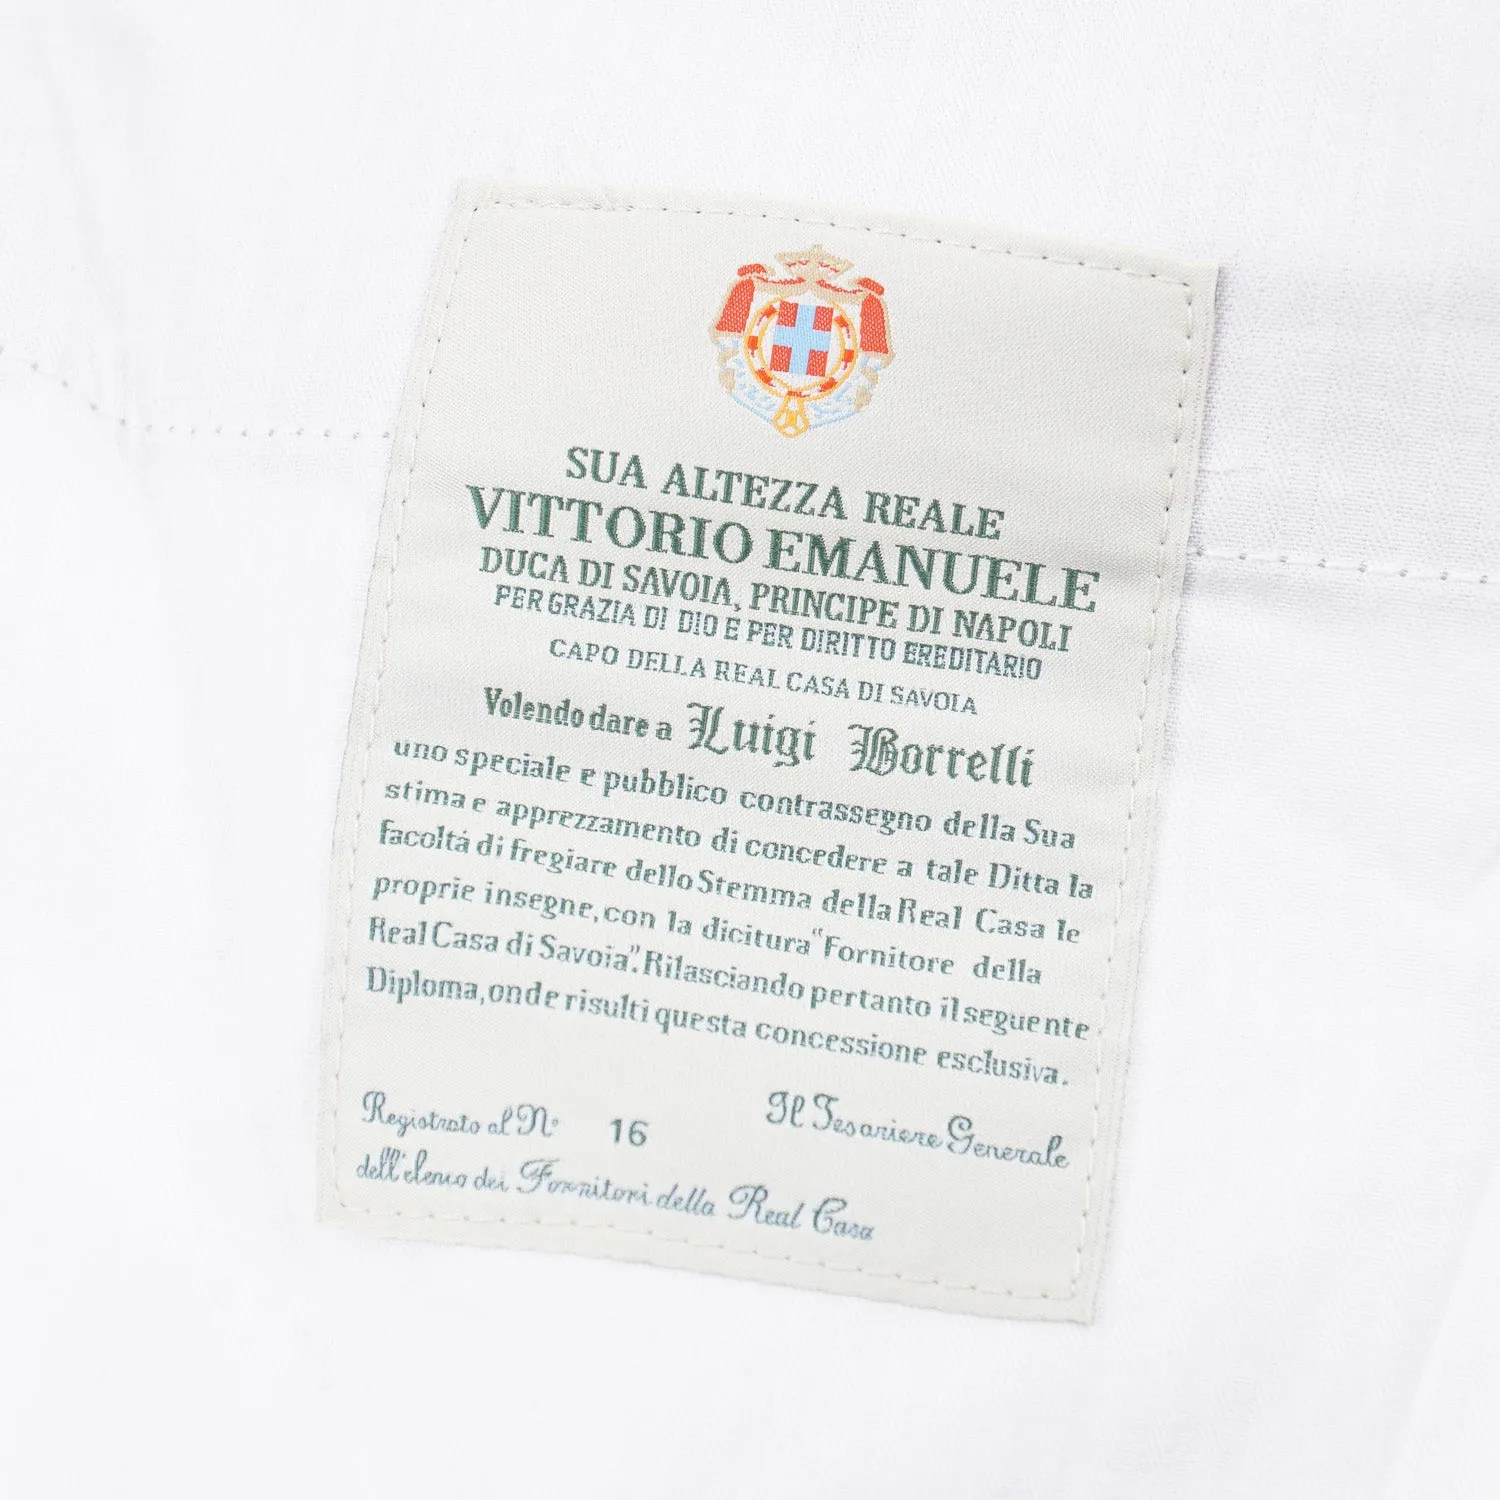 SUA ALTEZZA REALE
VITTORIO EMANUELE
DUCA DI SAVOIA, PRINCIPE DI NAPOLI
PER GRAZIA DI DIO E PER DIRITTO EREDITARIO
CAPO DELLA REAL CASA DI SAVOIA
Volendo dare a Luigi Borrelli
uno speciale e pubblico contrassegno della Sua
stima e apprezzamento di concedere a tale Ditta la
facoltá di fregiare dello Stemma della Real Casa le
proprie insegne, con la dicitura "Fornitore della
Real Casa di Savoia". Rilasciando pertanto il seguente
Diploma, onde risulti questa concessione esclusiva.
Registrato al N° 16 Il Tesoriere Generale
dell'elenco dei Fornitori della Real Casa